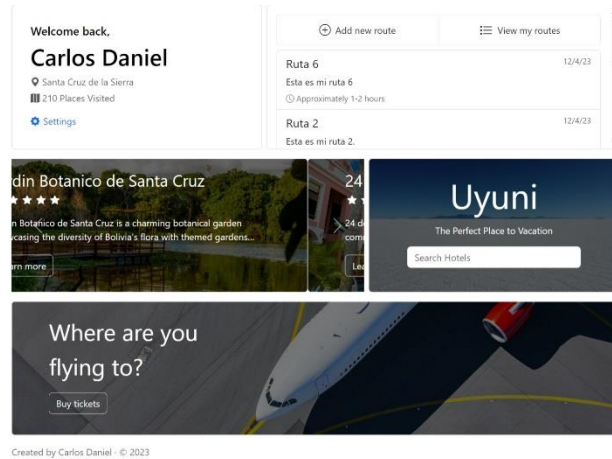 Welcome back,
Carlos Daniel
Santa Cruz de la Sierra
210 Places Visited
Settings
Add new route
View my routes
Ruta 6
12/4/23
Esta es mi ruta 6
Approximately 1-2 hours
Ruta 2
12/4/23
Esta es mi ruta 2.
din Botanico de Santa Cruz
n Botánico de Santa Cruz is a charming botanical garden
wcasing the diversity of Bolivia's flora with themed gardens...
rn more
24
24 d
com
Lea
Uyuni
The Perfect Place to Vacation
Search Hotels
Where are you
flying to?
Buy tickets
Created by Carlos Daniel · © 2023